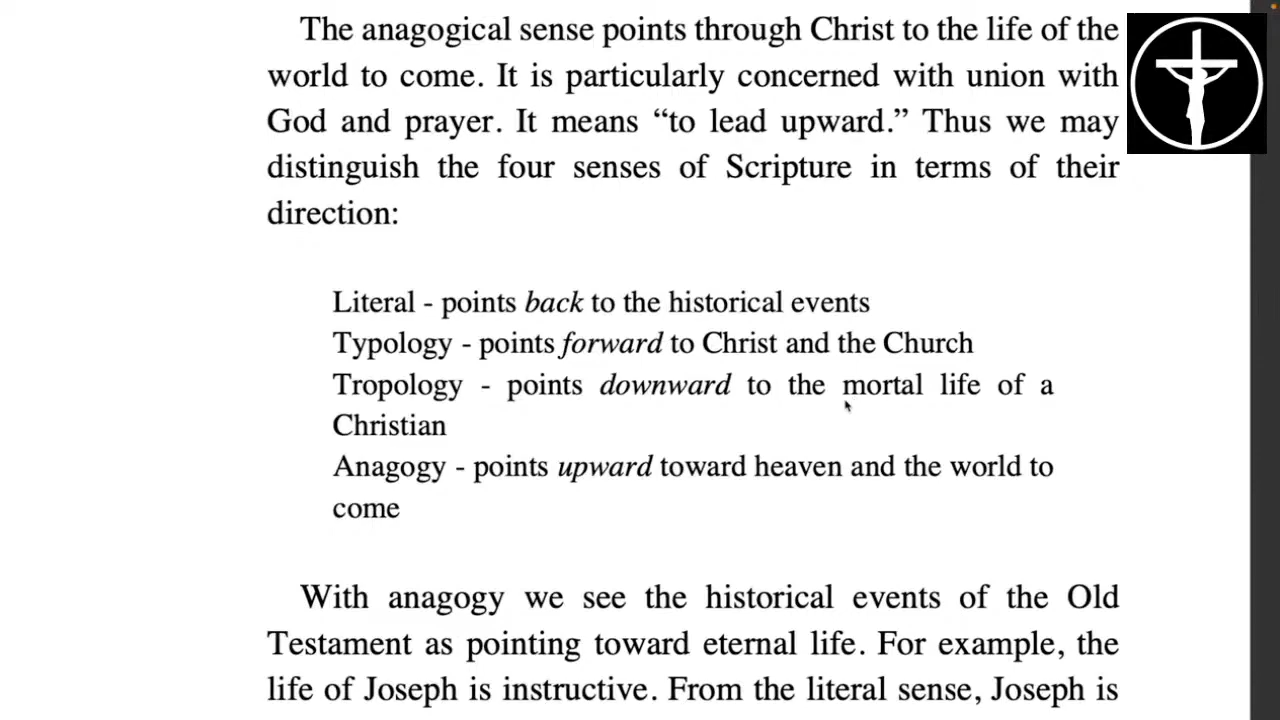 The anagogical sense points through Christ to the life of the
world to come. It is particularly concerned with union with
God and prayer. It means “to lead upward.” Thus we may
distinguish the four senses of Scripture in terms of their
direction:
Literal - points back to the historical events
Typology - points forward to Christ and the Church
Tropology - points downward to the mortal life of a
Christian
Anagogy - points upward toward heaven and the world to
come
With anagogy we see the historical events of the Old
Testament as pointing toward eternal life. For example, the
life of Joseph is instructive. From the literal sense, Joseph is